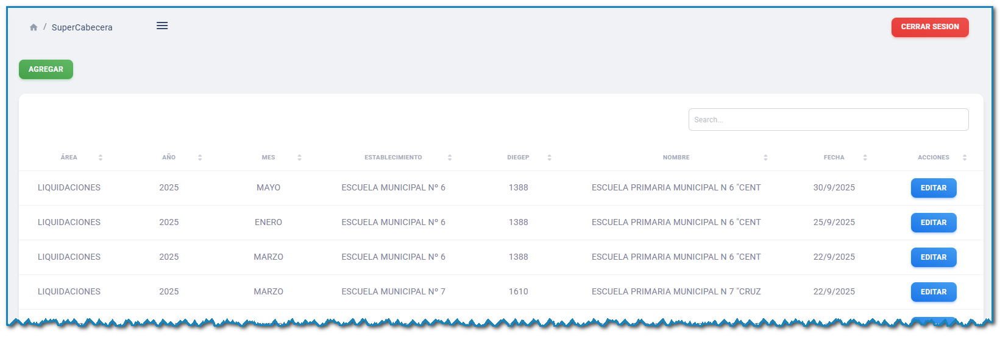 / SuperCabecera
CERRAR SESION
AGREGAR
Search...
ÁREA AÑO MES ESTABLECIMIENTO DIEGEP NOMBRE FECHA ACCIONES
LIQUIDACIONES 2025 MAYO ESCUELA MUNICIPAL Nº 6 1388 ESCUELA PRIMARIA MUNICIPAL N 6 "CENT 30/9/2025 EDITAR
LIQUIDACIONES 2025 ENERO ESCUELA MUNICIPAL Nº 6 1388 ESCUELA PRIMARIA MUNICIPAL N 6 "CENT 25/9/2025 EDITAR
LIQUIDACIONES 2025 MARZO ESCUELA MUNICIPAL Nº 6 1388 ESCUELA PRIMARIA MUNICIPAL N 6 "CENT 22/9/2025 EDITAR
LIQUIDACIONES 2025 MARZO ESCUELA MUNICIPAL Nº 7 1610 ESCUELA PRIMARIA MUNICIPAL N 7 "CRUZ 22/9/2025 EDITAR